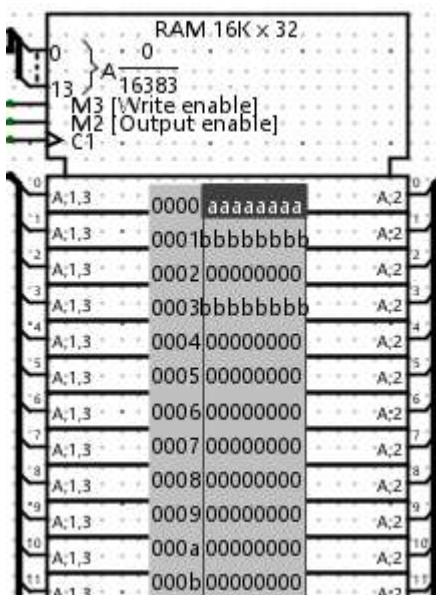 RAM 16K x 32
0
13
A
0
16383
M3 [Write enable]
M2 [Output enable]
C1
0 A;1,3 0000 aaaaaaaa A;2 0
1 A;1,3 0001 bbbbbbbb A;2 1
2 A;1,3 0002 00000000 A;2 2
3 A;1,3 0003 bbbbbbbb A;2 3
4 A;1,3 0004 00000000 A;2 4
5 A;1,3 0005 00000000 A;2 5
6 A;1,3 0006 00000000 A;2 6
7 A;1,3 0007 00000000 A;2 7
8 A;1,3 0008 00000000 A;2 8
9 A;1,3 0009 00000000 A;2 9
10 A;1,3 000a 00000000 A;2 10
11 A;1,3 000b 00000000 A;2 11